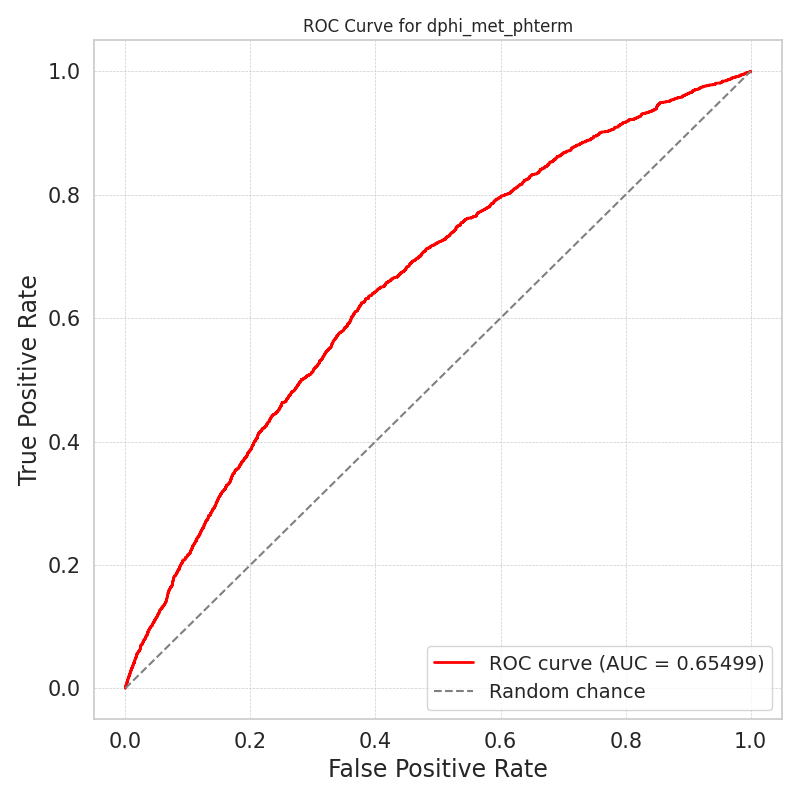 ROC Curve for dphi_met_phterm
1.0
0.8
0.6
0.4
0.2
0.0
True Positive Rate
ROC curve (AUC = 0.65499)
Random chance
0.0 0.2 0.4 0.6 0.8 1.0
False Positive Rate